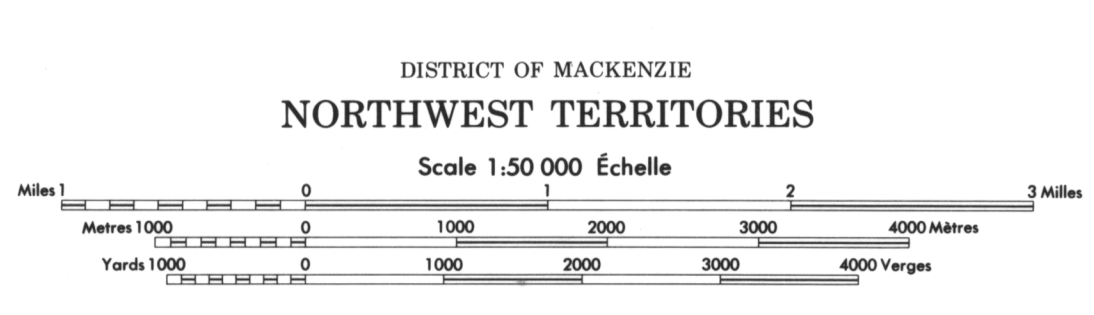 DISTRICT OF MACKENZIE
NORTHWEST TERRITORIES
Scale 1:50 000 Échelle
Miles 1 0 1 2 3 Milles
Metres 1000 0 1000 2000 3000 4000 Mètres
Yards 1000 0 1000 2000 3000 4000 Verges